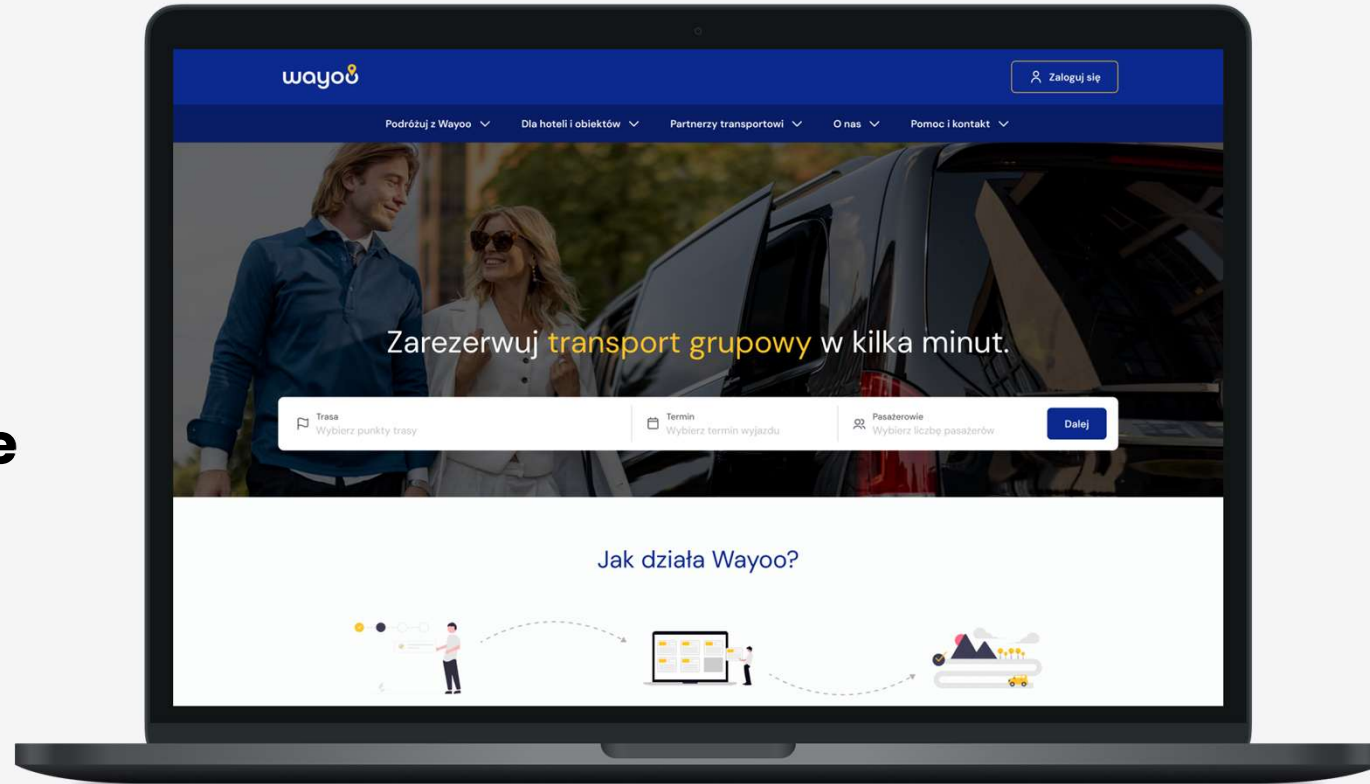 wayoo
Zaloguj się
Podróżuj z Wayoo
Dla hoteli i obiektów
Partnerzy transportowi
O nas
Pomoc i kontakt
Zarezerwuj transport grupowy w kilka minut.
Trasa
Wybierz punkty trasy
Termin
Wybierz termin wyjazdu
Pasażerowie
Wybierz liczbę pasażerów
Dalej
e
Jak działa Wayoo?